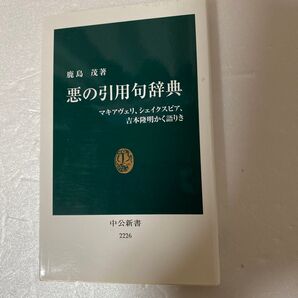 鹿島 茂著
悪の引用句辞典
マキアヴェリ、シェイクスピア、
吉本隆明かく語りき
中公新書
2226